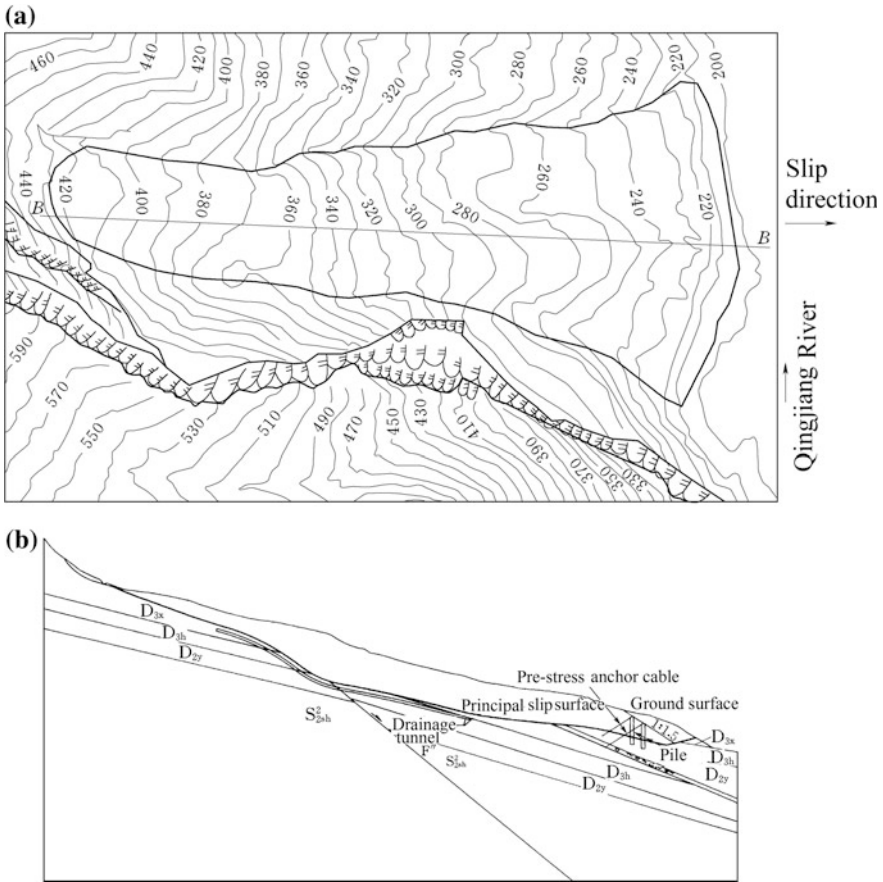 (a)
460
440
420
400
380
360
340
320
300
280
260
240
220
200
440
420
400
380
360
340
320
300
280
260
240
220
B
B
Slip
direction
Qingjiang River
590
570
550
530
510
490
470
450
430
410
390
370
350
330
(b)
D3x
D3h
D2y
S²2sh
Drainage
tunnel
F''
S²2sh
Principal slip surface
Pre-stress anchor cable
Ground surface
1:1.5
Pile
D3x
D3h
D2y
D3h
D2y